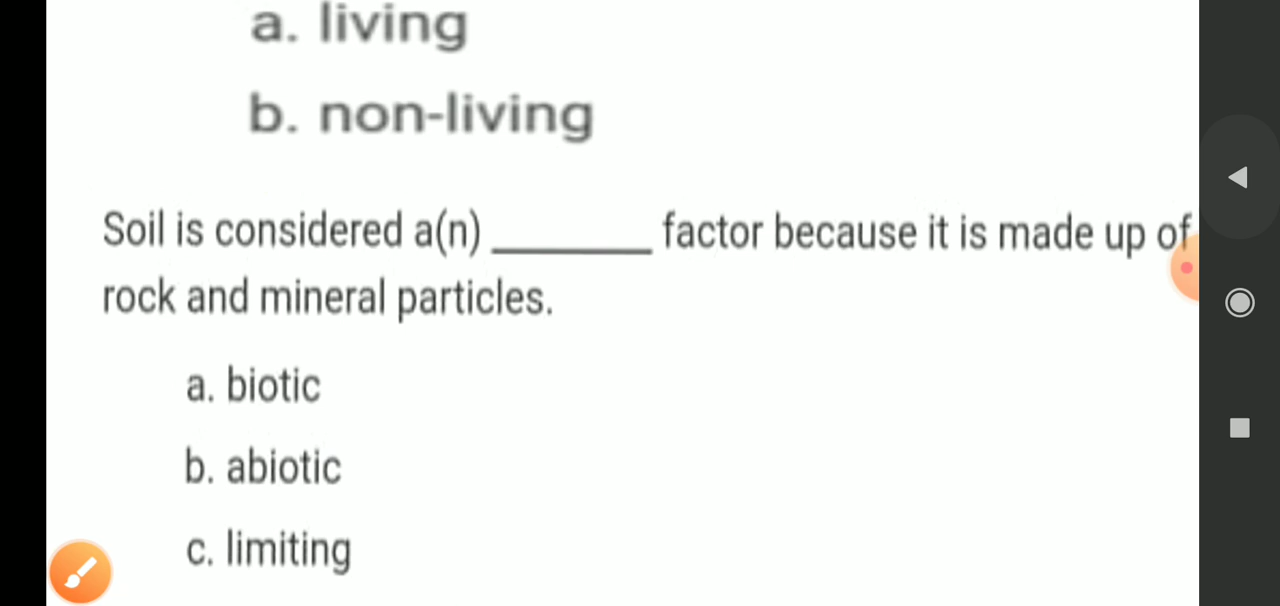 a. living
b. non-living
Soil is considered a(n) ________ factor because it is made up of
rock and mineral particles.
a. biotic
b. abiotic
c. limiting